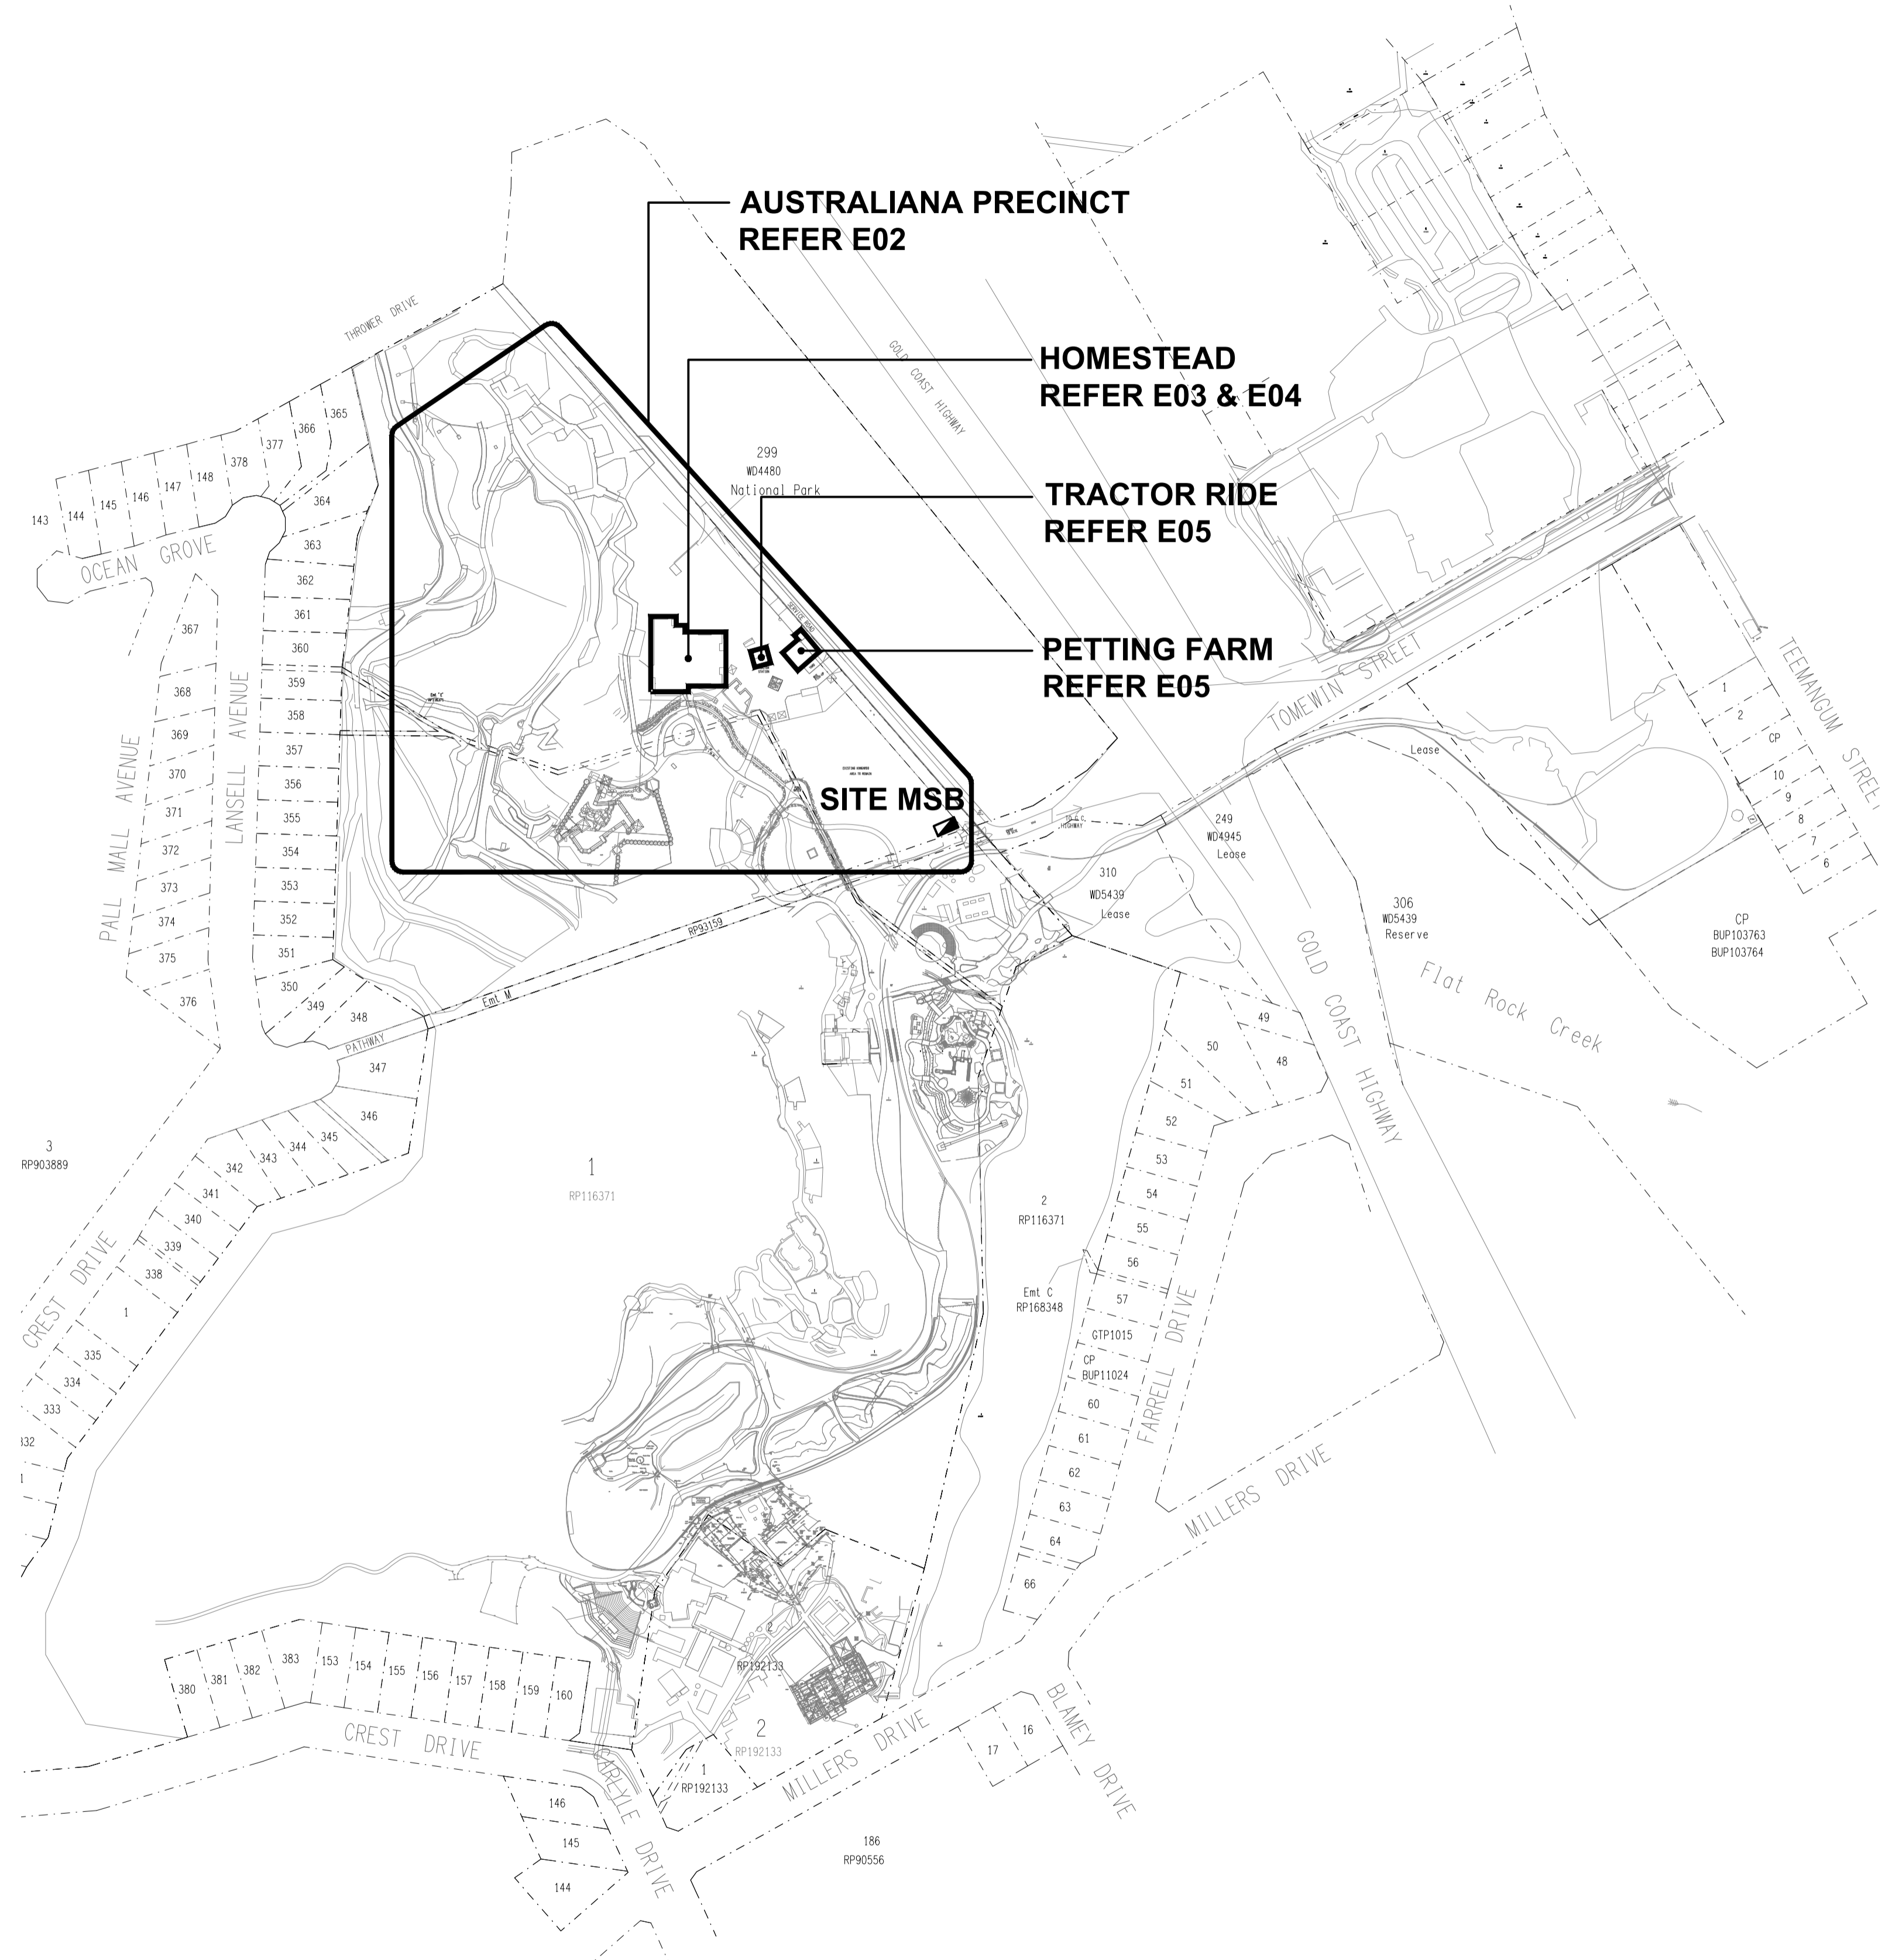 AUSTRALIANA PRECINCT
REFER E02
HOMESTEAD
REFER E03 & E04
TRACTOR RIDE
REFER E05
PETTING FARM
REFER E05
SITE MSB
THROWER DRIVE
GOLD COAST HIGHWAY
299
WD4480
National Park
SERVICE ROAD
365
366
377
378
148
147
146
145
144
143
364
363
OCEAN GROVE
362
361
360
359
358
357
356
355
354
353
352
351
350
349
348
367
368
369
370
371
372
373
374
375
376
PALL MALL AVENUE
LANSELL AVENUE
TOMEWIN STREET
TEEMANGUM STREET
1
2
CP
10
9
8
7
6
Lease
249
WD4945
Lease
310
WD5439
Lease
306
WD5439
Reserve
CP
BUP103763
BUP103764
Flat Rock Creek
GOLD COAST HIGHWAY
RP93159
Emt M
PATHWAY
347
346
345
344
343
342
341
340
339
338
1
335
334
333
332
1
3
RP903889
CREST DRIVE
1
RP116371
2
RP116371
49
48
50
51
52
53
54
55
56
57
Emt C
RP168348
GTP1015
CP
BUP11024
60
61
62
63
64
66
FARRELL DRIVE
MILLERS DRIVE
380
381
382
383
153
154
155
156
157
158
159
160
CREST DRIVE
CARLYLE DRIVE
2
RP192133
2
RP192133
1
RP192133
MILLERS DRIVE
17
16
BLAMEY DRIVE
146
145
144
186
RP90556